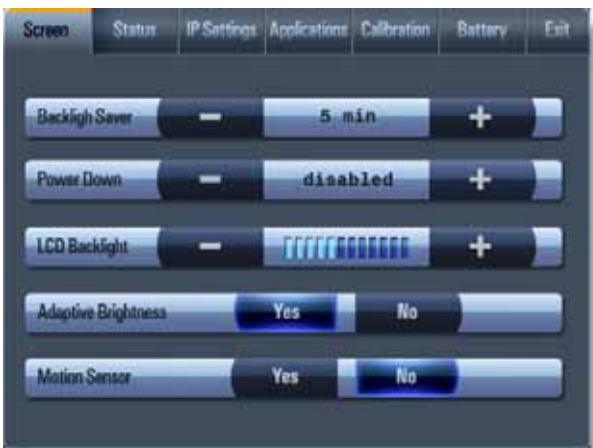 Screen Status IP Settings Applications Calibration Battery Exit
Backligh Saver − 5 min +
Power Down − disabled +
LCD Backlight − +
Adaptive Brightness Yes No
Motion Sensor Yes No